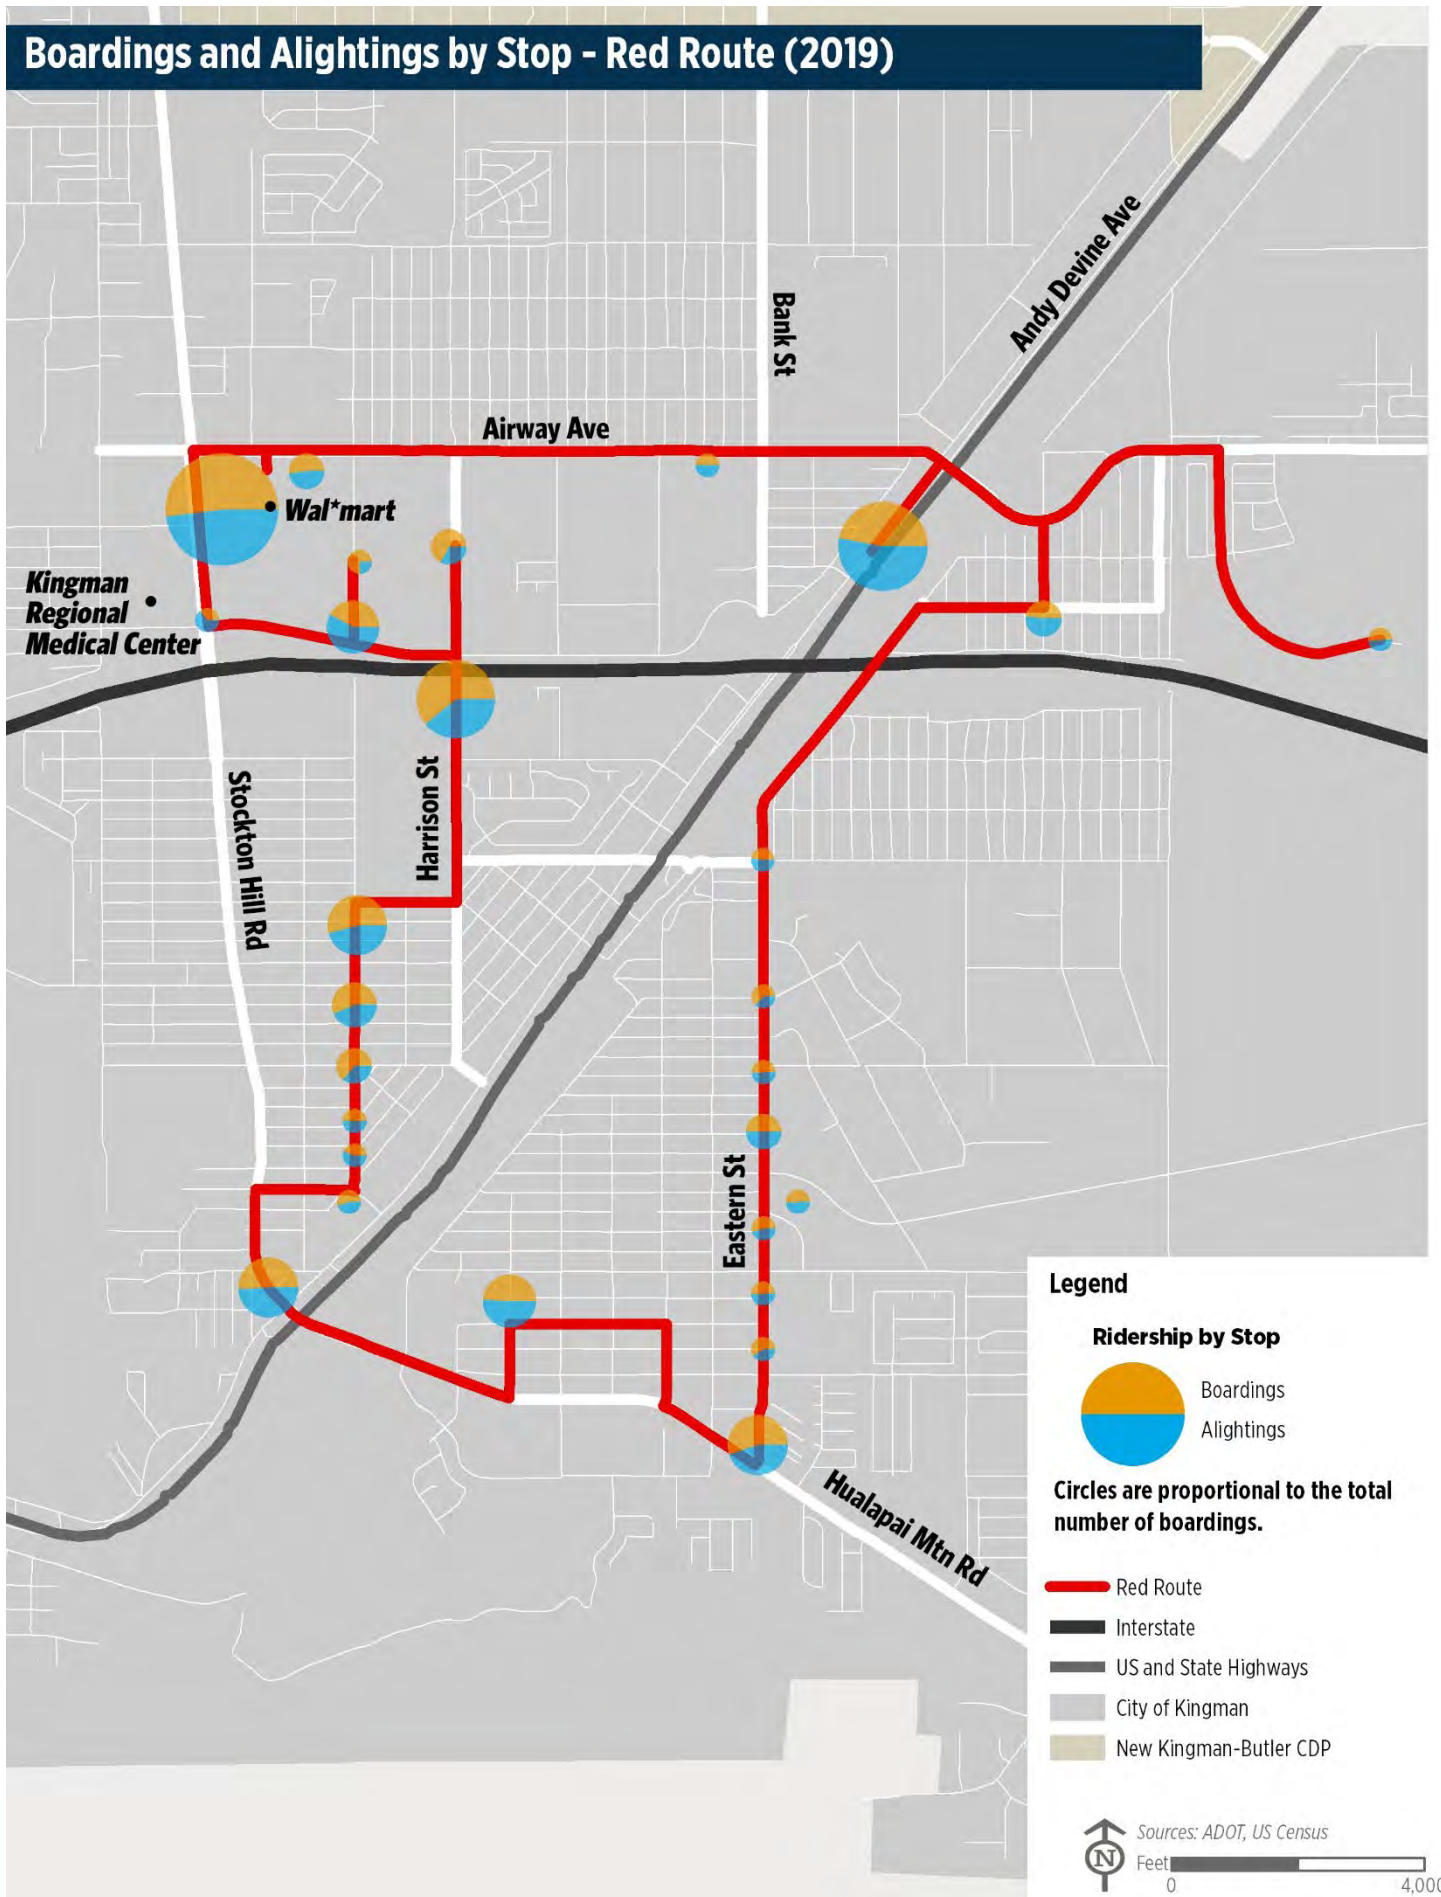 Boardings and Alightings by Stop - Red Route (2019)
Andy Devine Ave
Bank St
Airway Ave
Wal*mart
Kingman
Regional
Medical Center
Stockton Hill Rd
Harrison St
Eastern St
Hualapai Mtn Rd
Legend
Ridership by Stop
Boardings
Alightings
Circles are proportional to the total
number of boardings.
Red Route
Interstate
US and State Highways
City of Kingman
New Kingman-Butler CDP
N
Sources: ADOT, US Census
Feet
0